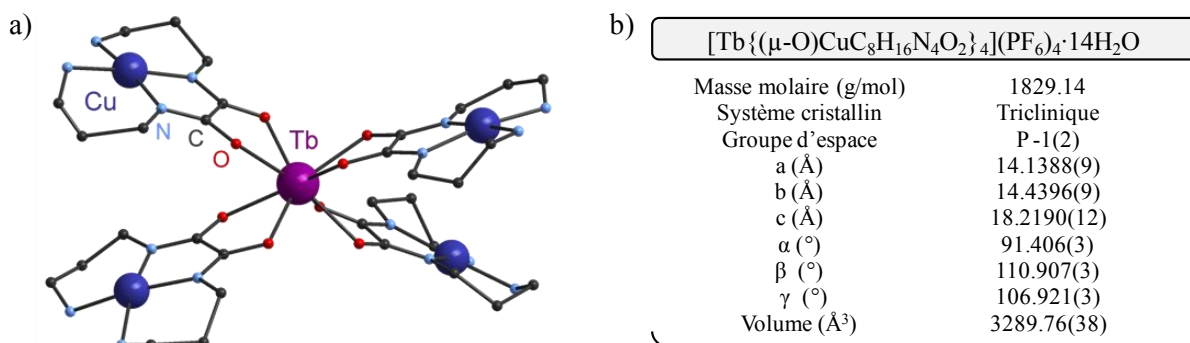 a)
Cu
N
C
O
Tb
b)
[Tb{(μ-O)CuC₈H₁₆N₄O₂}₄](PF₆)₄·14H₂O
Masse molaire (g/mol) 1829.14
Système cristallin Triclinique
Groupe d’espace P -1(2)
a (Å) 14.1388(9)
b (Å) 14.4396(9)
c (Å) 18.2190(12)
α (°) 91.406(3)
β (°) 110.907(3)
γ (°) 106.921(3)
Volume (Å³) 3289.76(38)